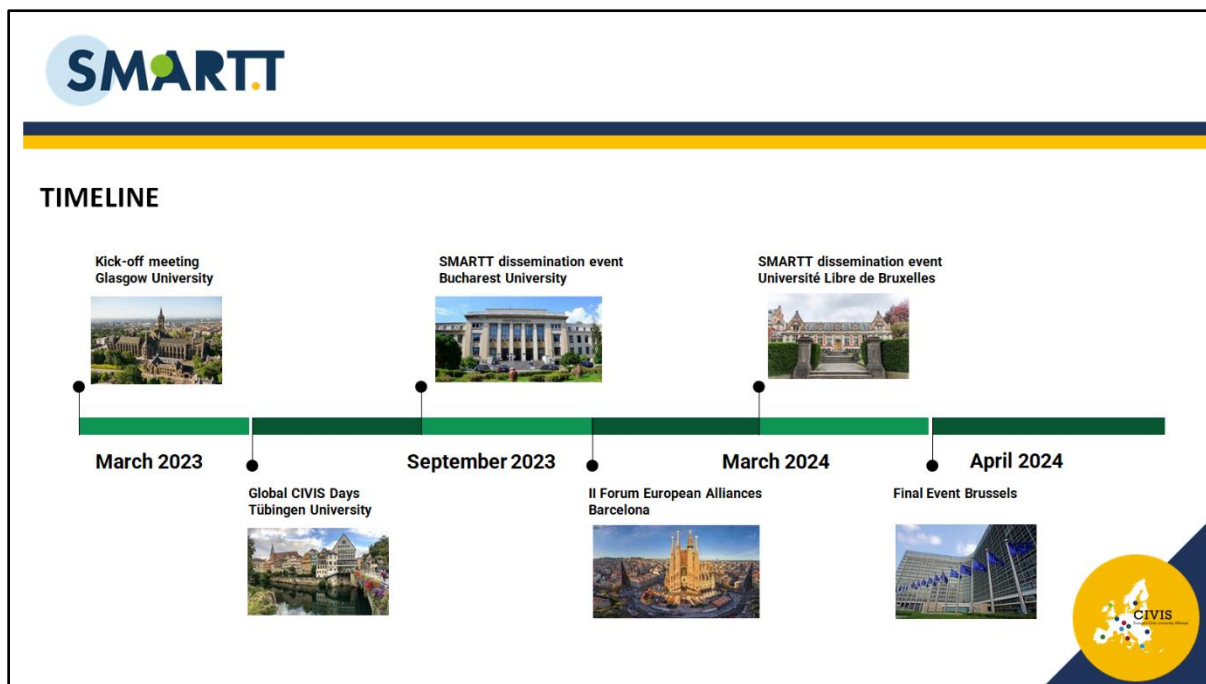 SMARTT
TIMELINE
Kick-off meeting
Glasgow University
SMARTT dissemination event
Bucharest University
SMARTT dissemination event
Université Libre de Bruxelles
March 2023
September 2023
March 2024
April 2024
Global CIVIS Days
Tübingen University
II Forum European Alliances
Barcelona
Final Event Brussels
CIVIS